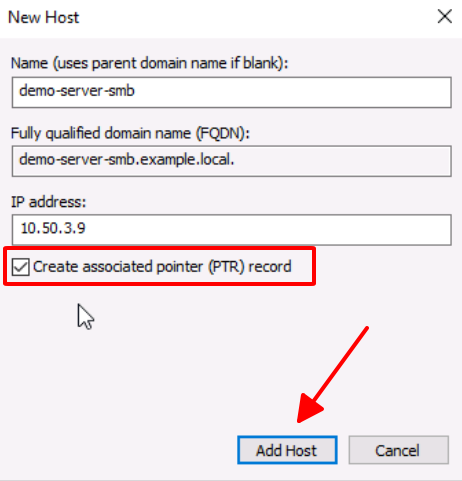 New Host
Name (uses parent domain name if blank):
demo-server-smb
Fully qualified domain name (FQDN):
demo-server-smb.example.local.
IP address:
10.50.3.9
Create associated pointer (PTR) record
Add Host
Cancel